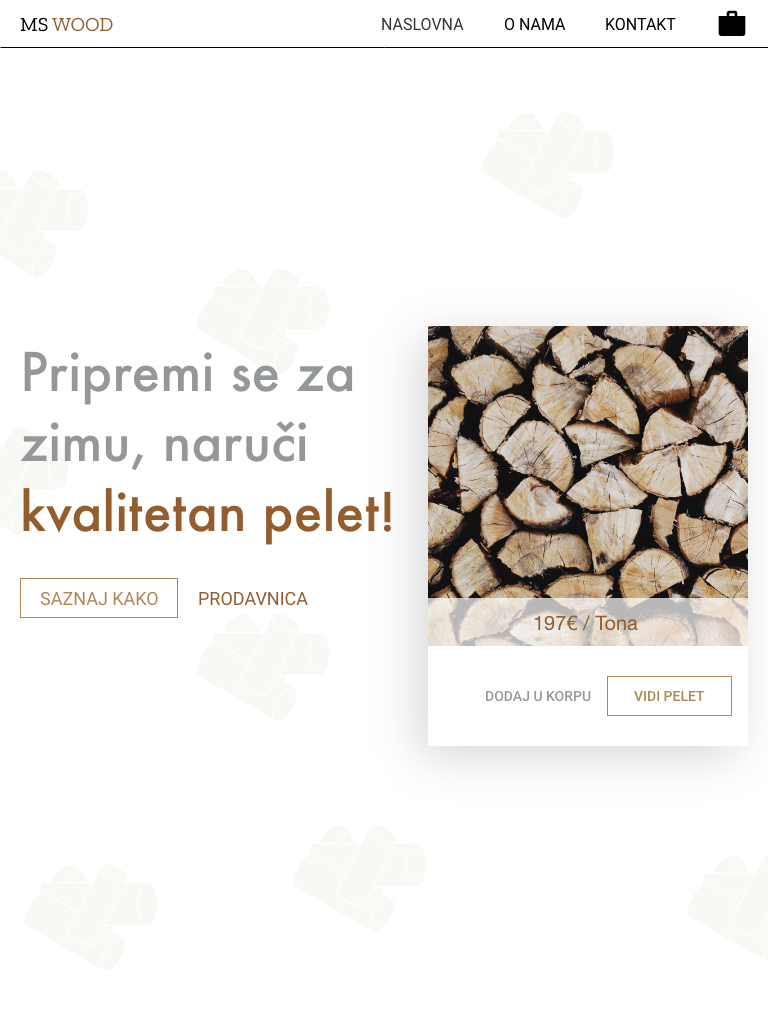 MS WOOD
NASLOVNA
O NAMA
KONTAKT
Pripremi se za
zimu, naruči
kvalitetan pelet!
SAZNAJ KAKO
PRODAVNICA
197€ / Tona
DODAJ U KORPU
VIDI PELET